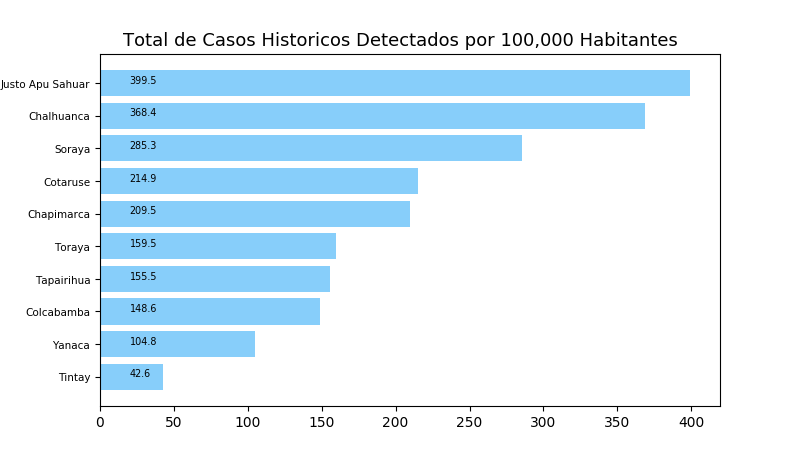 Total de Casos Historicos Detectados por 100,000 Habitantes
Justo Apu Sahuar 399.5
Chalhuanca 368.4
Soraya 285.3
Cotaruse 214.9
Chapimarca 209.5
Toraya 159.5
Tapairihua 155.5
Colcabamba 148.6
Yanaca 104.8
Tintay 42.6
0 50 100 150 200 250 300 350 400